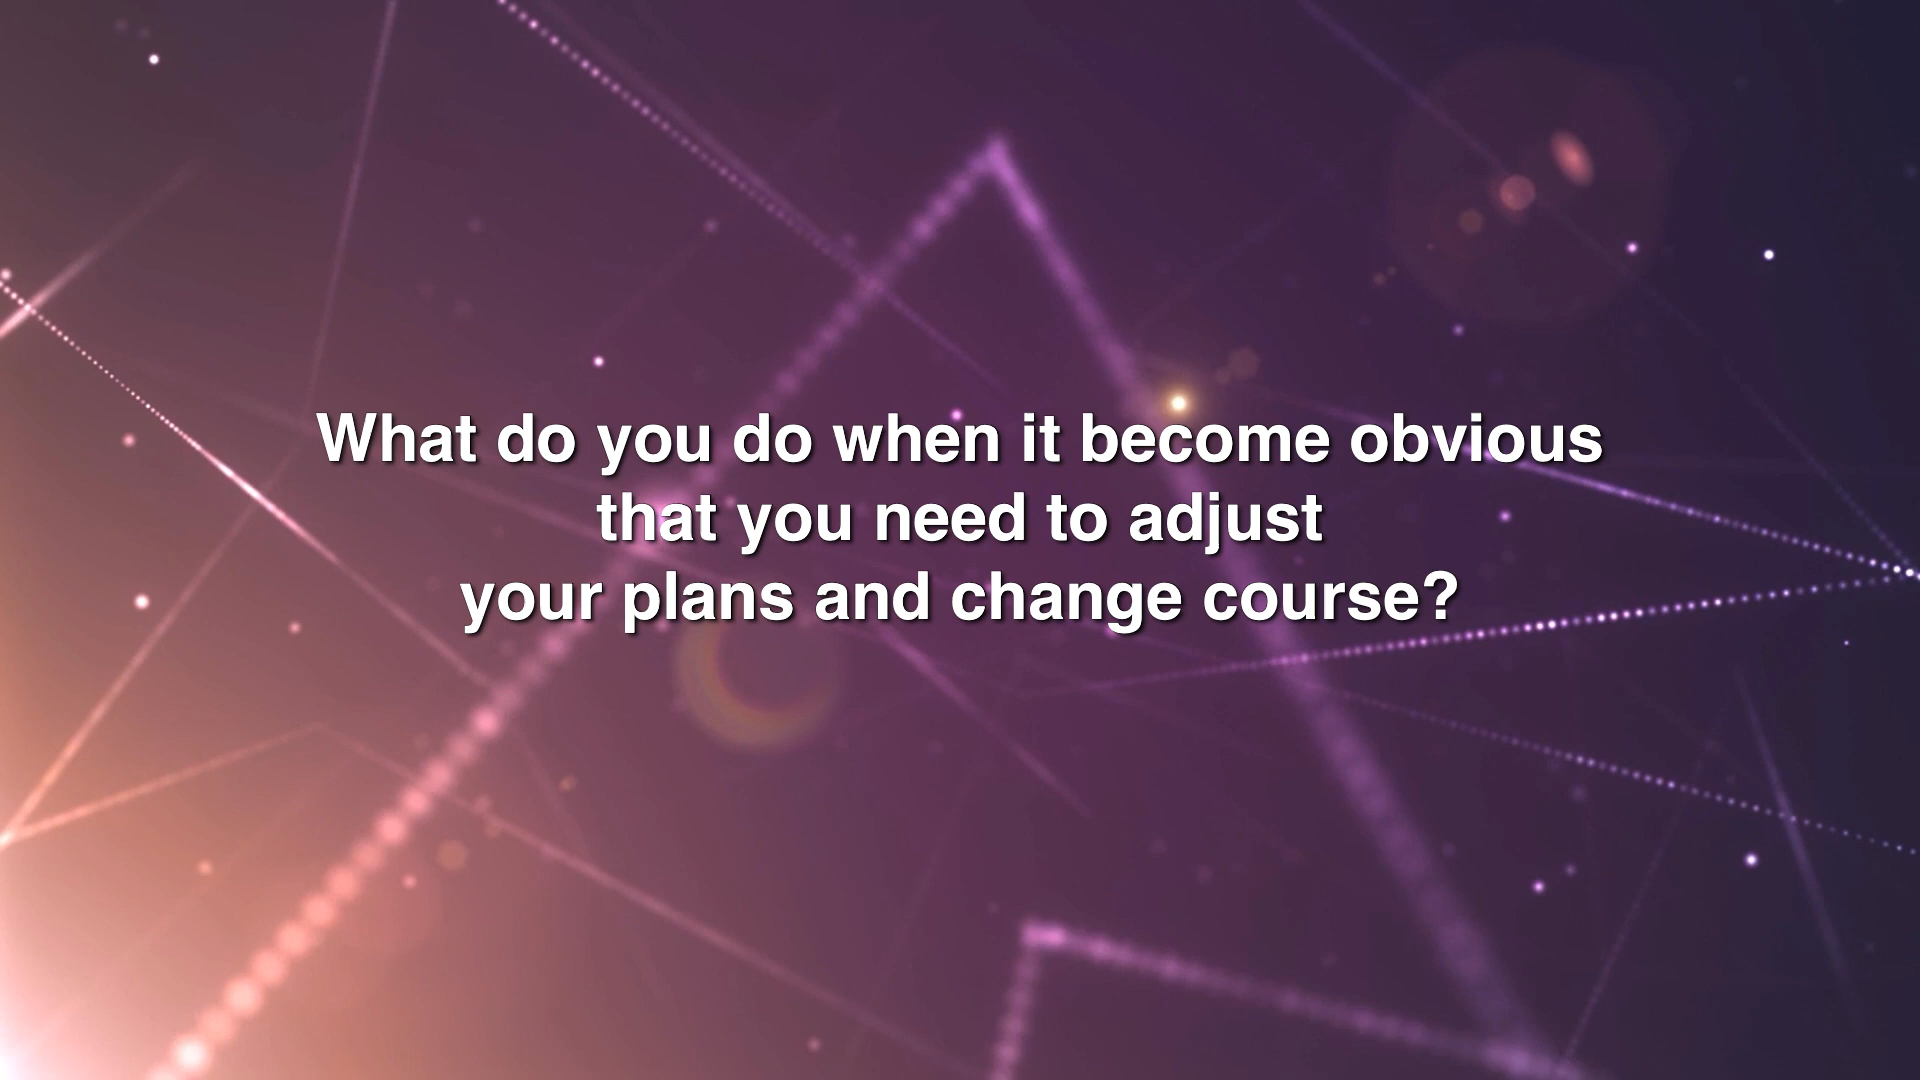 What do you do when it become obvious
that you need to adjust
your plans and change course?